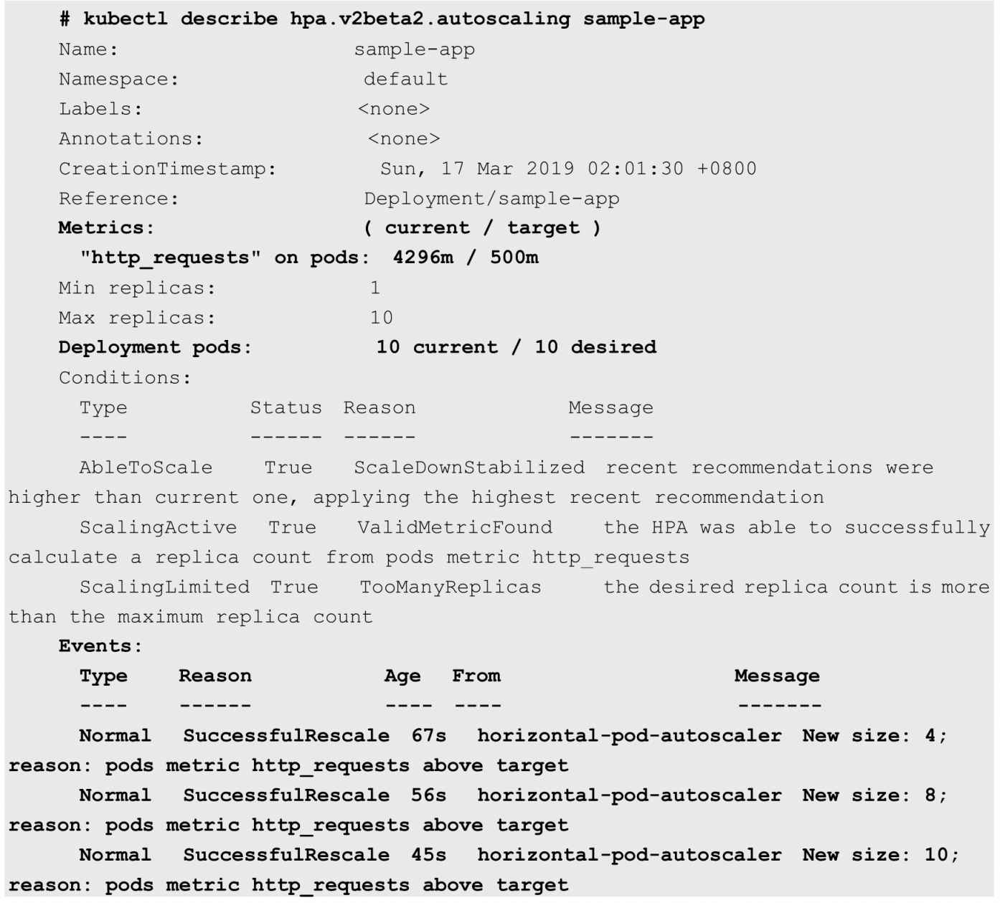 # kubectl describe hpa.v2beta2.autoscaling sample-app
Name: sample-app
Namespace: default
Labels: <none>
Annotations: <none>
CreationTimestamp: Sun, 17 Mar 2019 02:01:30 +0800
Reference: Deployment/sample-app
Metrics: ( current / target )
"http_requests" on pods: 4296m / 500m
Min replicas: 1
Max replicas: 10
Deployment pods: 10 current / 10 desired
Conditions:
Type Status Reason Message
---- ------ ------ -------
AbleToScale True ScaleDownStabilized recent recommendations were
higher than current one, applying the highest recent recommendation
ScalingActive True ValidMetricFound the HPA was able to successfully
calculate a replica count from pods metric http_requests
ScalingLimited True TooManyReplicas the desired replica count is more
than the maximum replica count
Events:
Type Reason Age From Message
---- ------ ---- ---- -------
Normal SuccessfulRescale 67s horizontal-pod-autoscaler New size: 4;
reason: pods metric http_requests above target
Normal SuccessfulRescale 56s horizontal-pod-autoscaler New size: 8;
reason: pods metric http_requests above target
Normal SuccessfulRescale 45s horizontal-pod-autoscaler New size: 10;
reason: pods metric http_requests above target